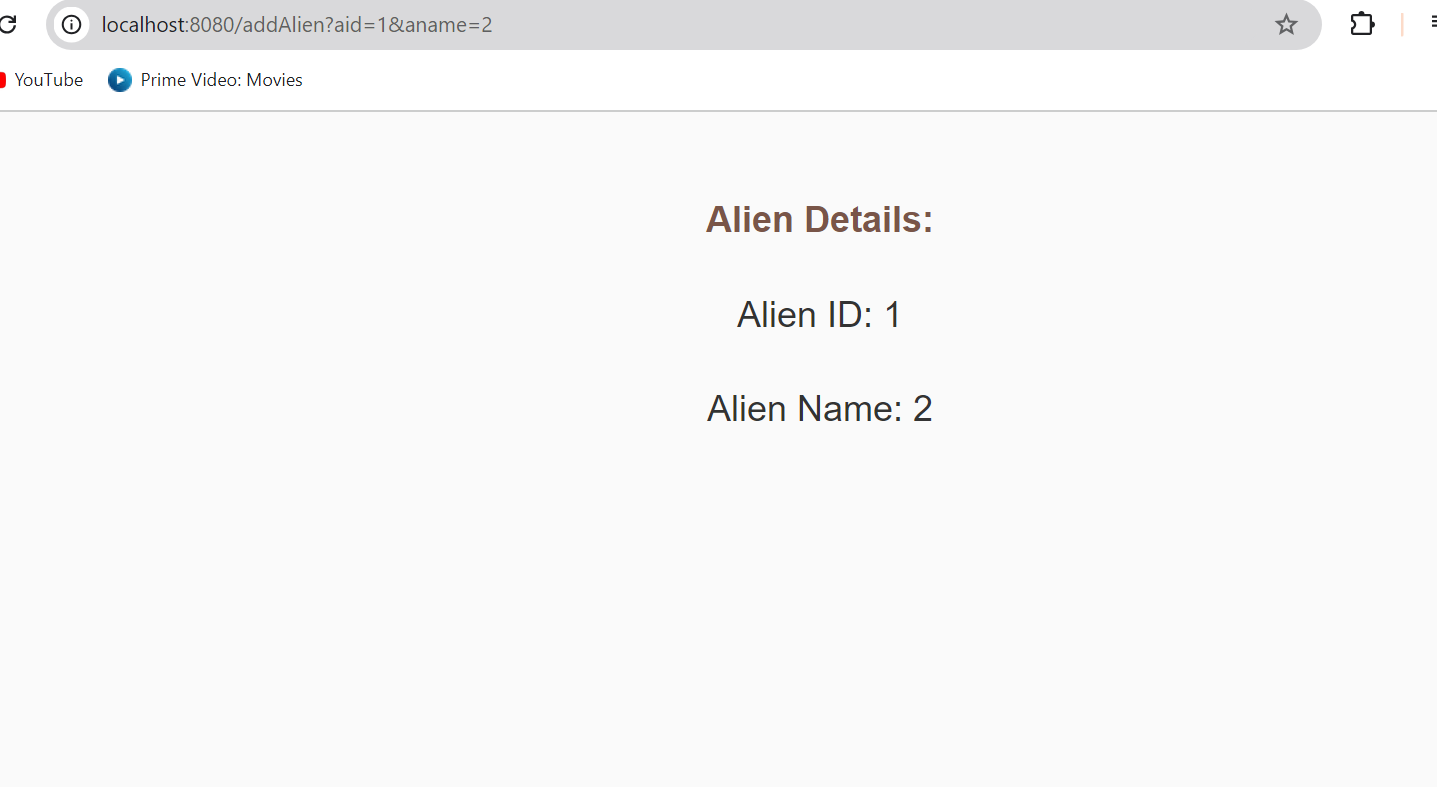 localhost:8080/addAlien?aid=1&aname=2
YouTube Prime Video: Movies
Alien Details:
Alien ID: 1
Alien Name: 2